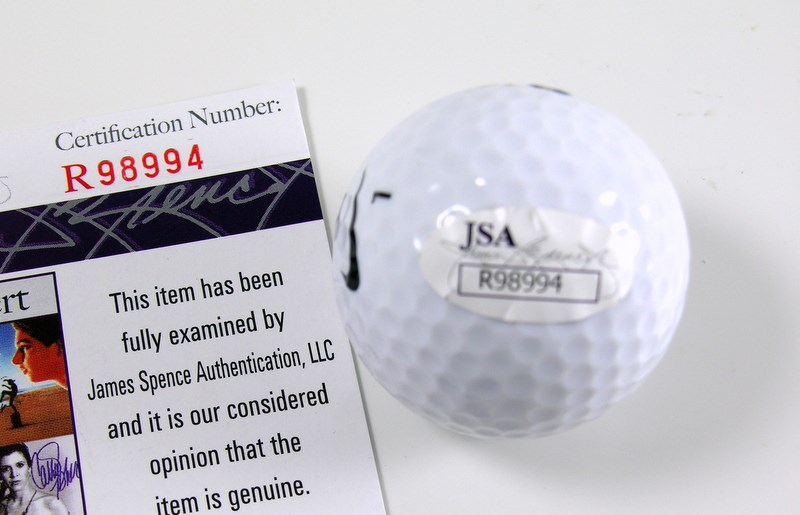 Certification Number:
R98994
This item has been
fully examined by
James Spence Authentication, LLC
and it is our considered
opinion that the
item is genuine.
JSA
R98994